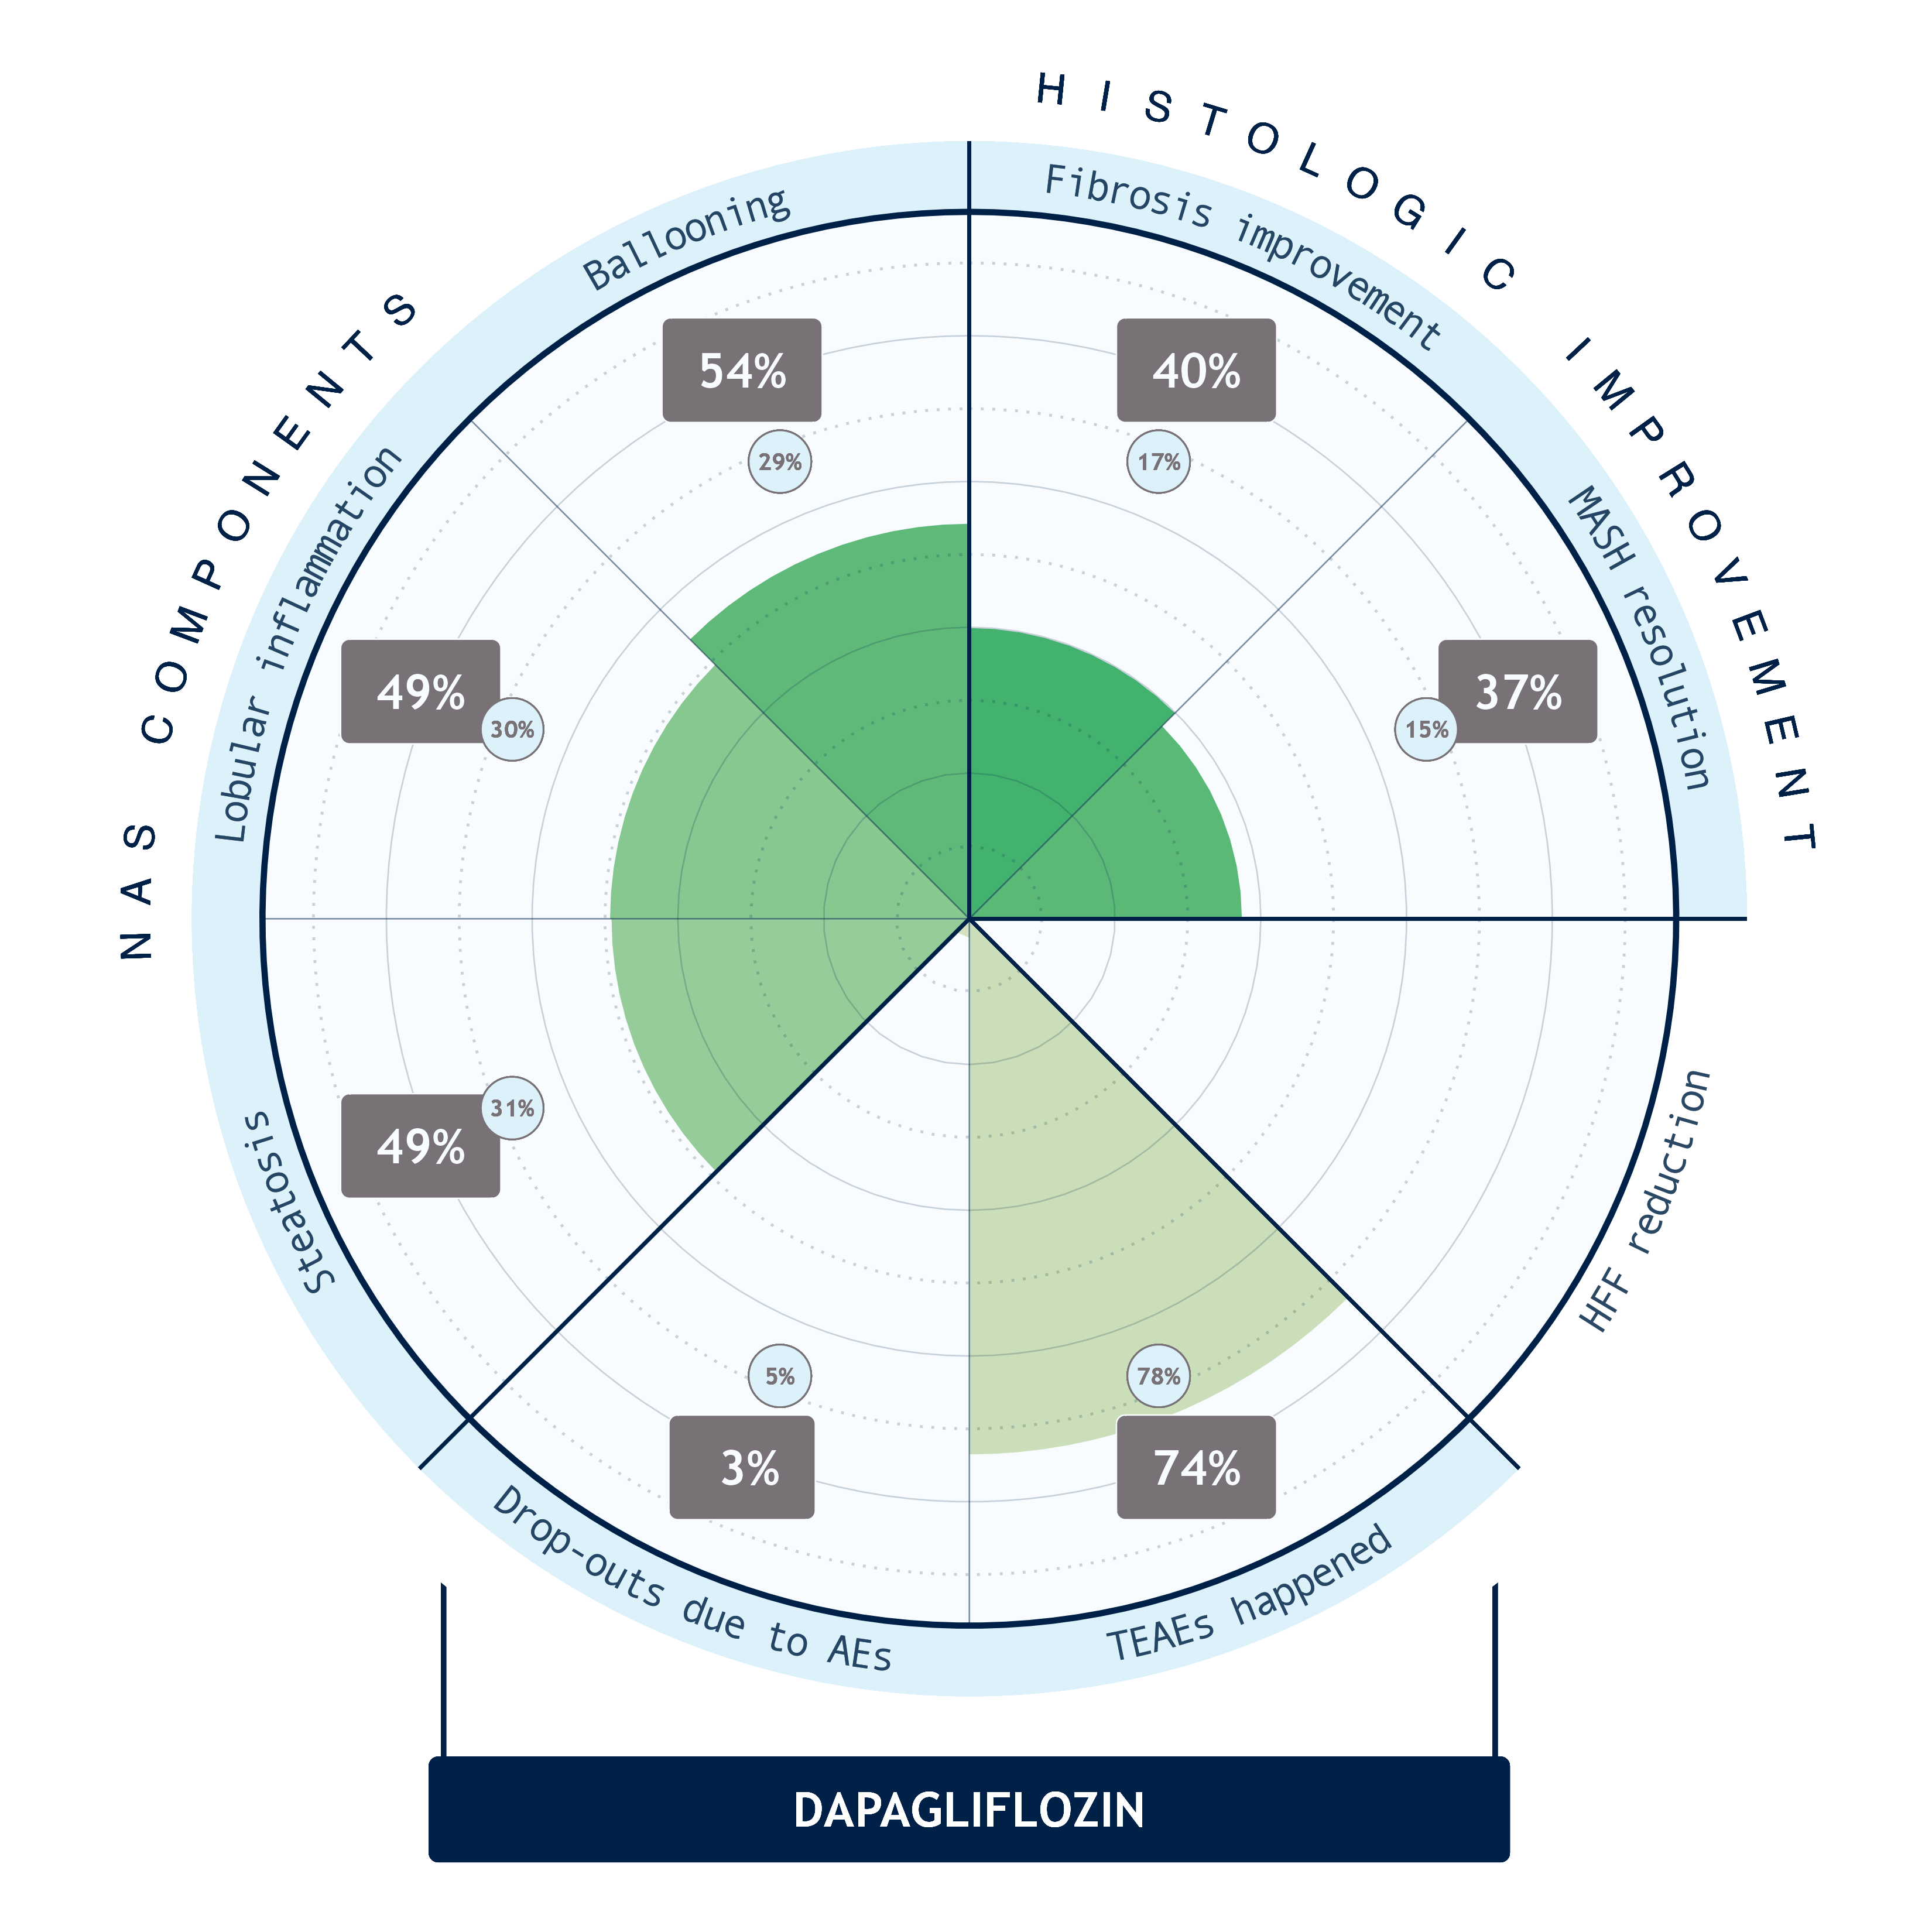 HISTOLOGIC IMPROVEMENT
Fibrosis improvement
40%
17%
MASH resolution
37%
15%
HFF reduction
TEAEs happened
78%
74%
Drop-outs due to AEs
5%
3%
NAS COMPONENTS
Steatosis
31%
49%
Lobular inflammation
49%
30%
Ballooning
54%
29%
DAPAGLIFLOZIN